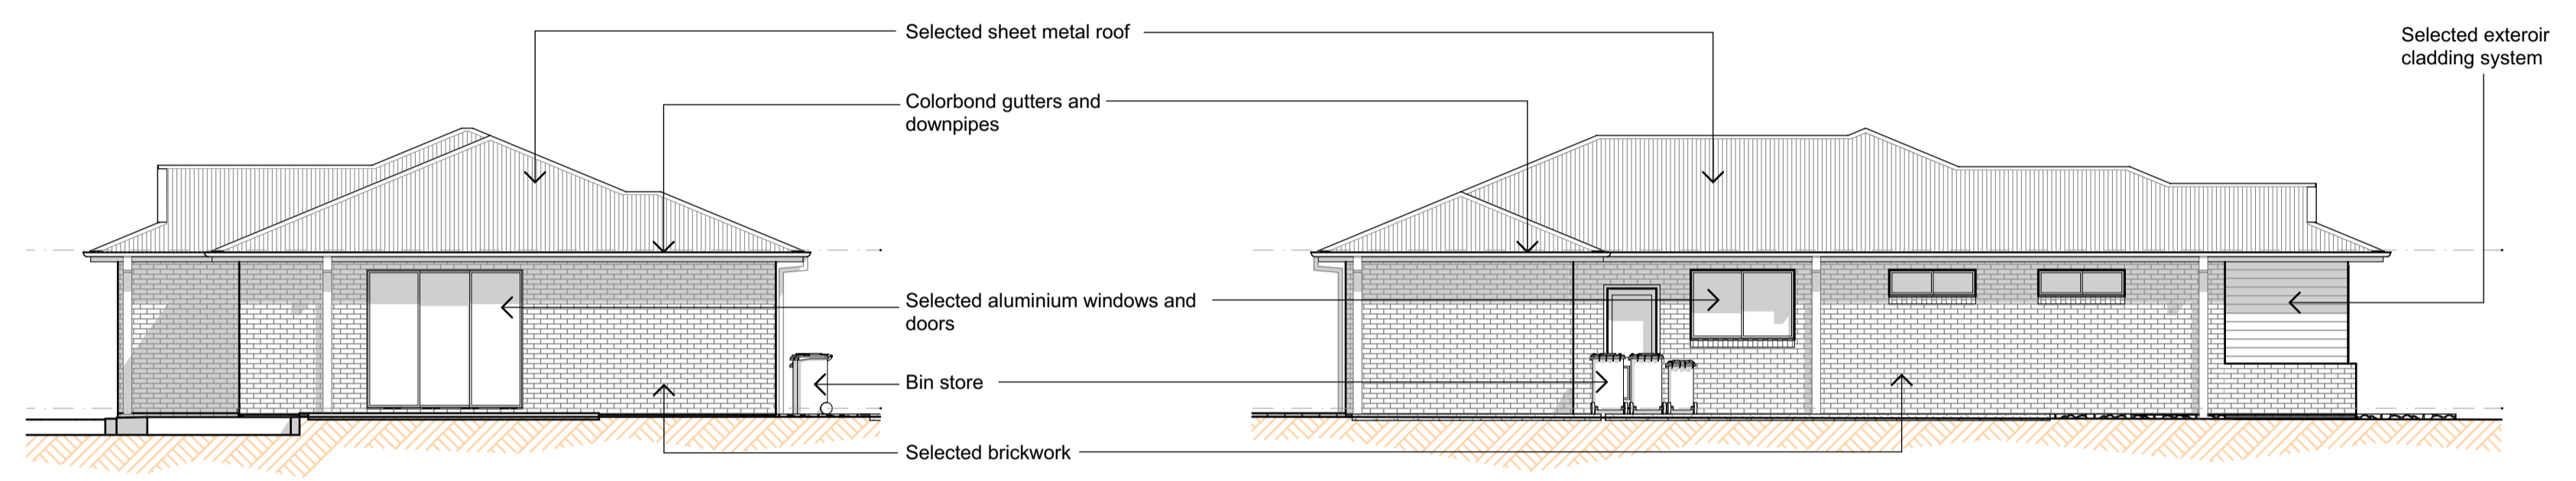 Selected sheet metal roof
Selected exteroir
cladding system
Colorbond gutters and
downpipes
Selected aluminium windows and
doors
Bin store
Selected brickwork